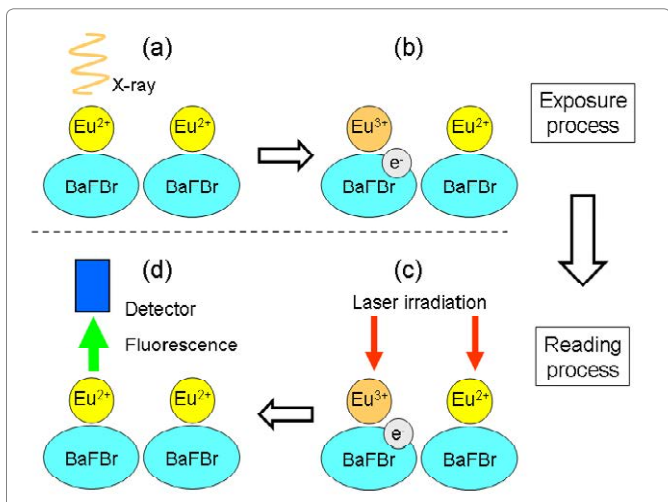 (a)
X-ray
Eu2+
Eu2+
BaFBr
BaFBr
(b)
Eu3+
Eu2+
e-
BaFBr
BaFBr
Exposure
process
(d)
Detector
Fluorescence
Eu2+
Eu2+
BaFBr
BaFBr
(c)
Laser irradiation
Eu3+
Eu2+
e-
BaFBr
BaFBr
Reading
process